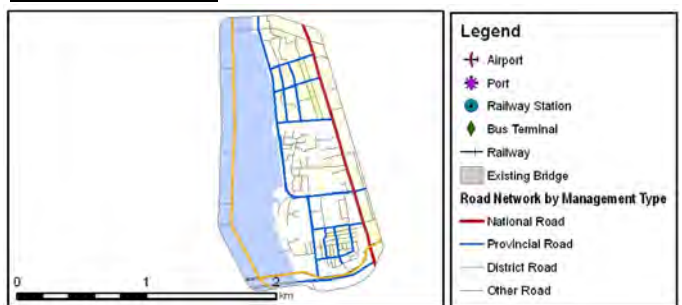 0 1 2
km
Legend
Airport
Port
Railway Station
Bus Terminal
Railway
Existing Bridge
Road Network by Management Type
National Road
Provincial Road
District Road
Other Road